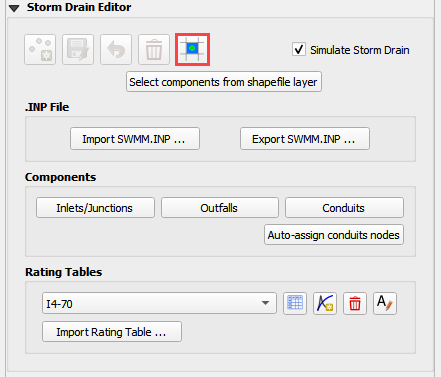 Storm Drain Editor
Simulate Storm Drain
Select components from shapefile layer
.INP File
Import SWMM.INP ...
Export SWMM.INP ...
Components
Inlets/Junctions
Outfalls
Conduits
Auto-assign conduits nodes
Rating Tables
I4-70
Import Rating Table ...